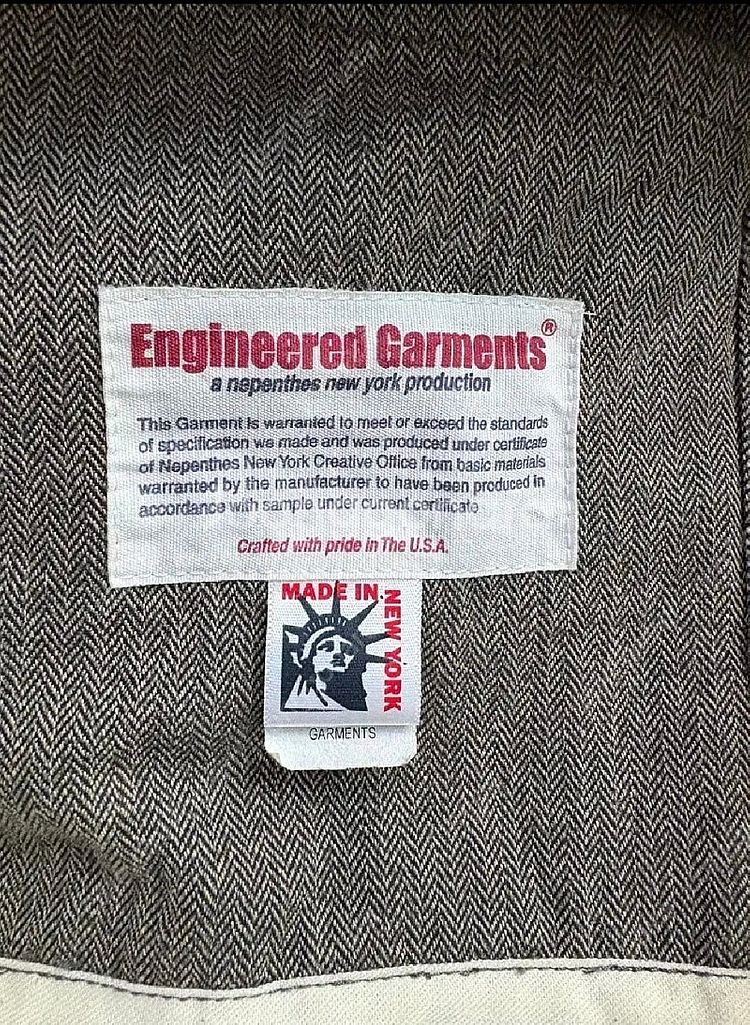 Engineered Garments®
a nepenthes new york production
This Garment is warranted to meet or exceed the standards
of specification we made and was produced under certificate
of Nepenthes New York Creative Office from basic materials
warranted by the manufacturer to have been produced in
accordance with sample under current certificate
Crafted with pride in The U.S.A.
MADE IN
NEW YORK
GARMENTS